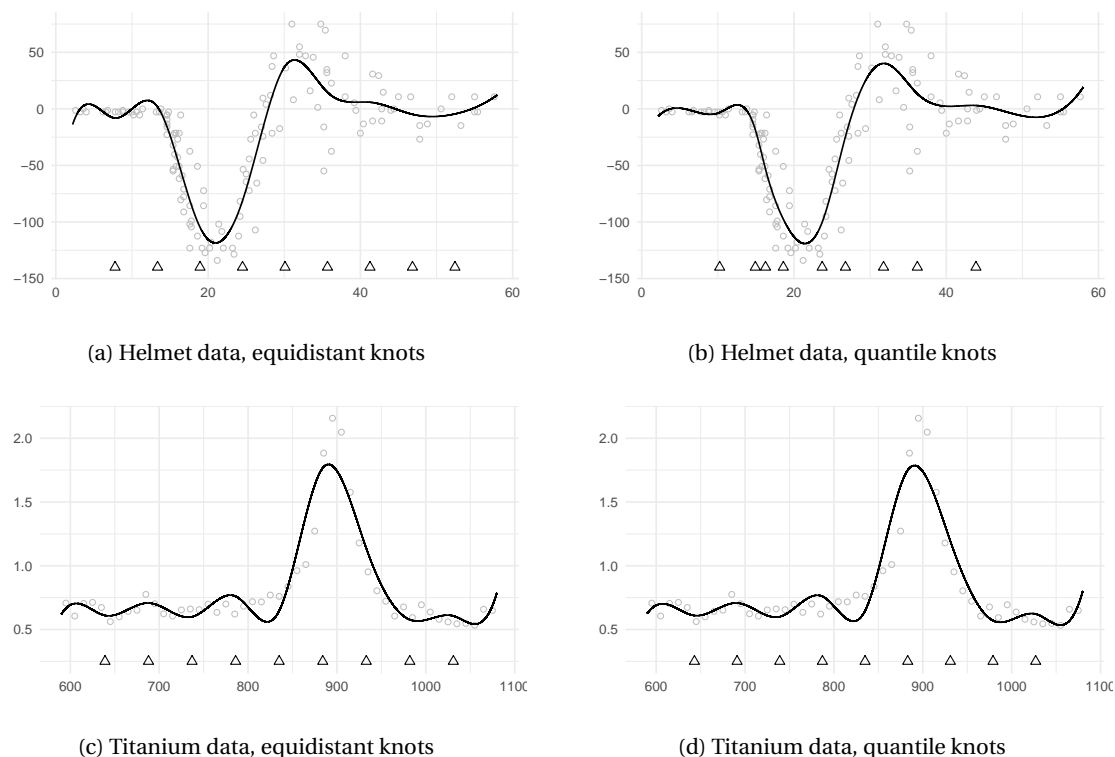 50
0
−50
−100
−150
0 20 40 60
(a) Helmet data, equidistant knots
50
0
−50
−100
−150
0 20 40 60
(b) Helmet data, quantile knots
2.0
1.5
1.0
0.5
600 700 800 900 1000 1100
(c) Titanium data, equidistant knots
2.0
1.5
1.0
0.5
600 700 800 900 1000 1100
(d) Titanium data, quantile knots